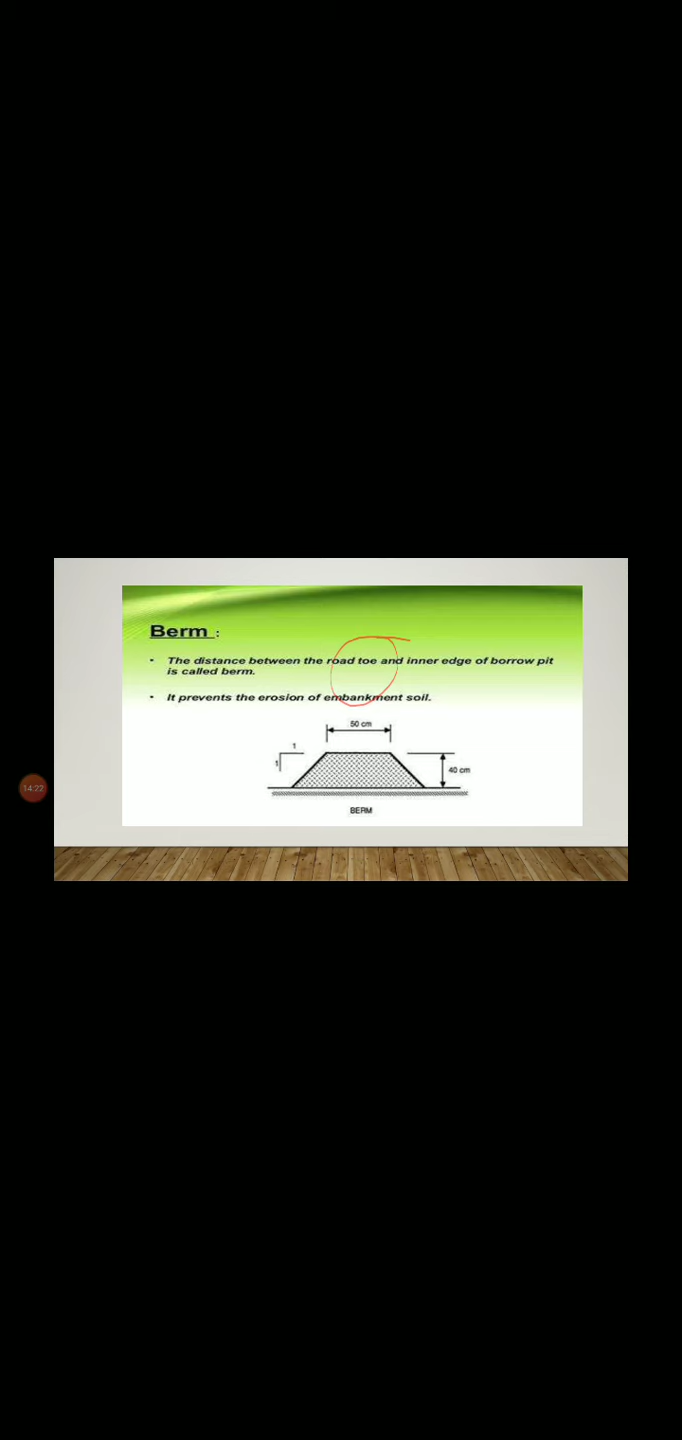 Berm :
• The distance between the road toe and inner edge of borrow pit
is called berm.
• It prevents the erosion of embankment soil.
50 cm
1
1
40 cm
14:22
BERM